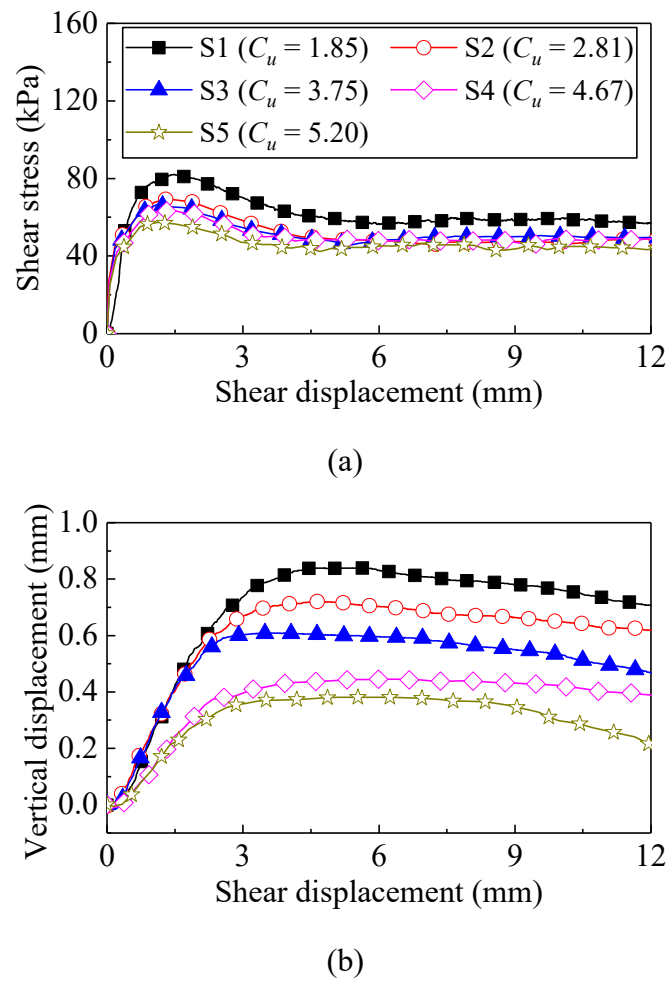 160
120
80
40
0
Shear stress (kPa)
S1 (Cu = 1.85) S2 (Cu = 2.81)
S3 (Cu = 3.75) S4 (Cu = 4.67)
S5 (Cu = 5.20)
0 3 6 9 12
Shear displacement (mm)
(a)
1.0
0.8
0.6
0.4
0.2
0.0
Vertical displacement (mm)
0 3 6 9 12
Shear displacement (mm)
(b)